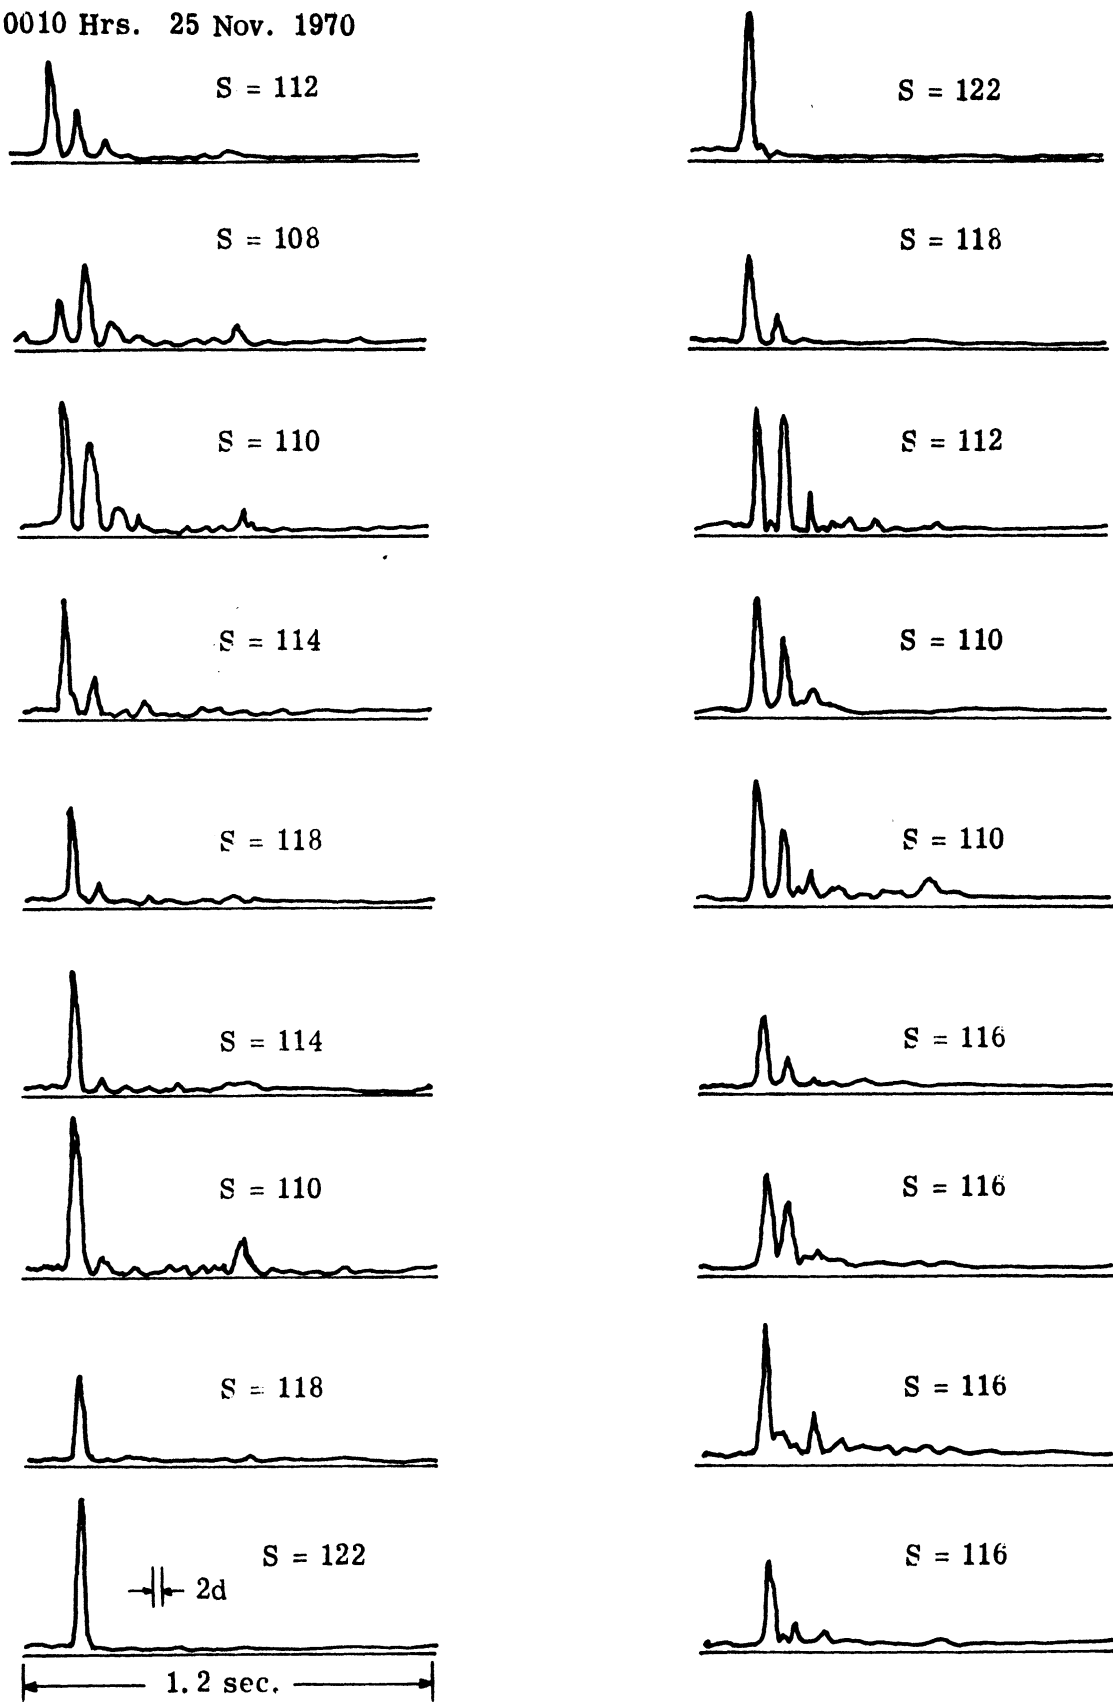 0010 Hrs. 25 Nov. 1970
S = 112
S = 108
S = 110
S = 114
S = 118
S = 114
S = 110
S = 118
S = 122
2d
1.2 sec.
S = 122
S = 118
S = 112
S = 110
S = 110
S = 116
S = 116
S = 116
S = 116